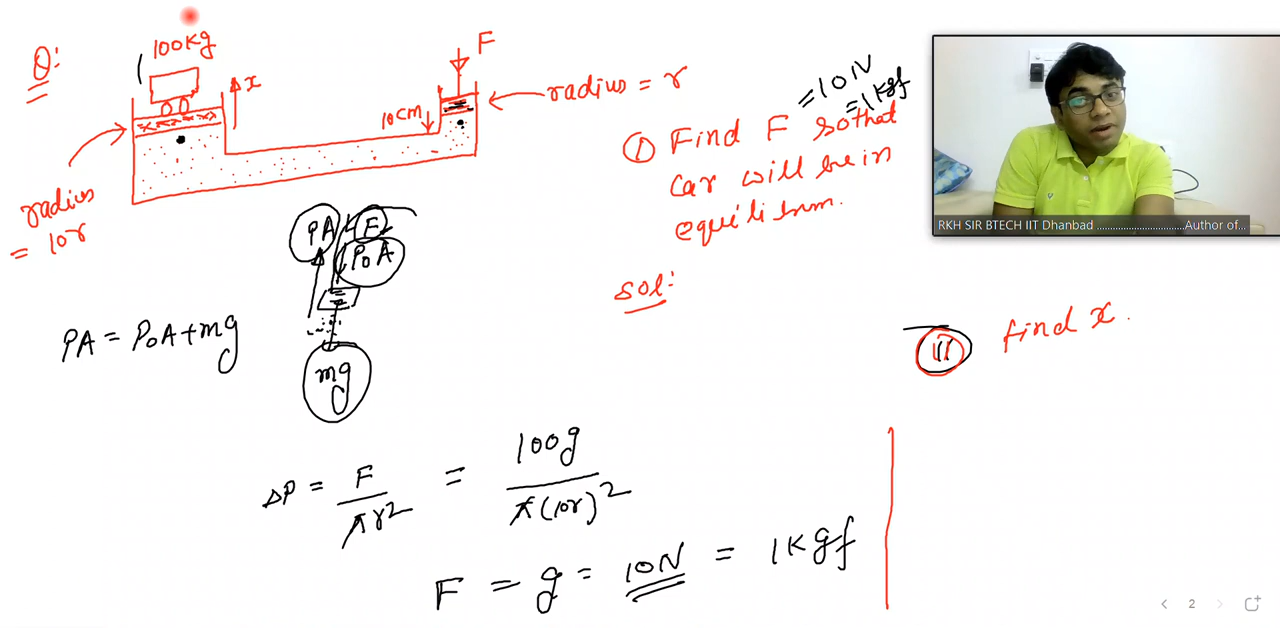 Q:
100kg
x
F
radius = r
10cm
radius
= 10r
① Find F so that
= 10N
= 1kgf
car will be in
equilibrium.
RKH SIR BTECH IIT Dhanbad ................................Author of...
PA
F
P₀A
mg
PA = P₀A + mg
sol:
(ii) find x.
ΔP = F/πr² = 100g/π(10r)²
F = g = 10N = 1Kgf
2